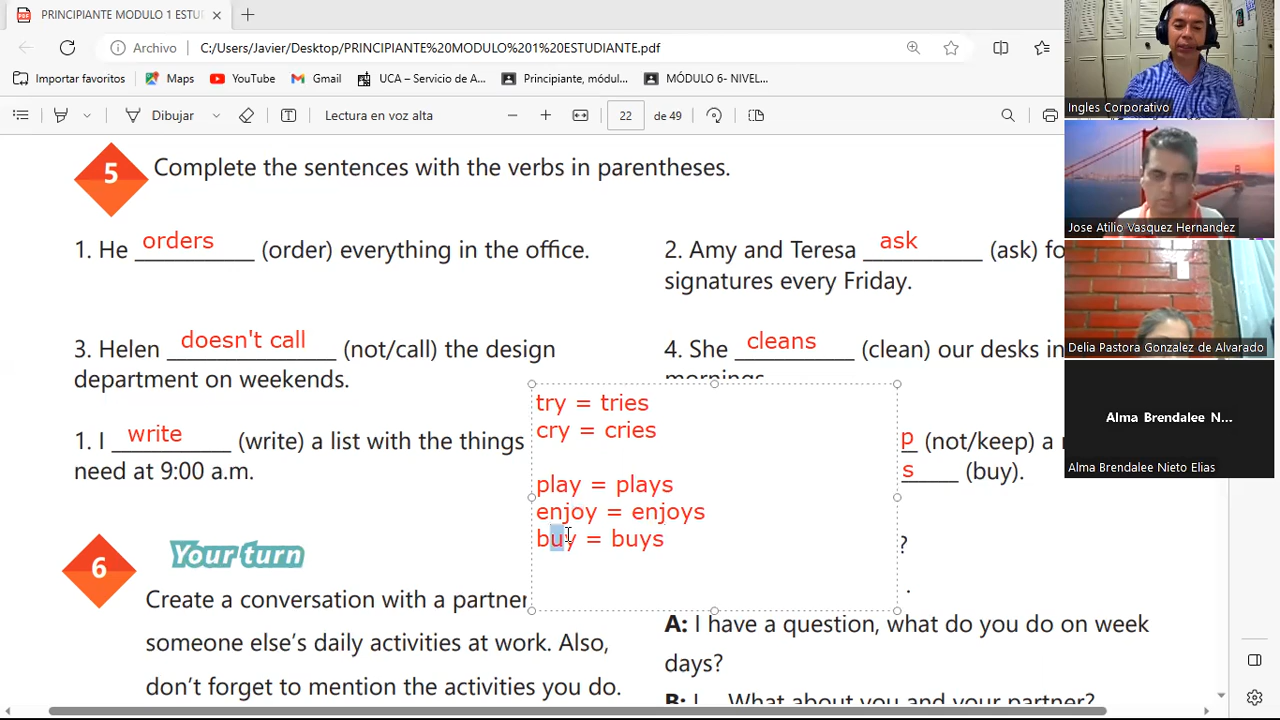 PRINCIPIANTE MODULO 1 ESTU
Archivo C:/Users/Javier/Desktop/PRINCIPIANTE%20MODULO%201%20ESTUDIANTE.pdf
Importar favoritos Maps YouTube Gmail UCA – Servicio de A... Principiante, módul... MÓDULO 6- NIVEL...
Dibujar Lectura en voz alta 22 de 49
5 Complete the sentences with the verbs in parentheses.
1. He orders (order) everything in the office.
2. Amy and Teresa ask (ask) fo
signatures every Friday.
3. Helen doesn't call (not/call) the design
department on weekends.
4. She cleans (clean) our desks in
mornings.
1. I write (write) a list with the things
need at 9:00 a.m.
p (not/keep) a
s (buy).
try = tries
cry = cries
play = plays
enjoy = enjoys
buy = buys
?
.
6 Your turn
Create a conversation with a partner
someone else's daily activities at work. Also,
don't forget to mention the activities you do.
A: I have a question, what do you do on week
days?
B: I... What about you and your partner?
Ingles Corporativo
Jose Atilio Vasquez Hernandez
Delia Pastora Gonzalez de Alvarado
Alma Brendalee N...
Alma Brendalee Nieto Elias